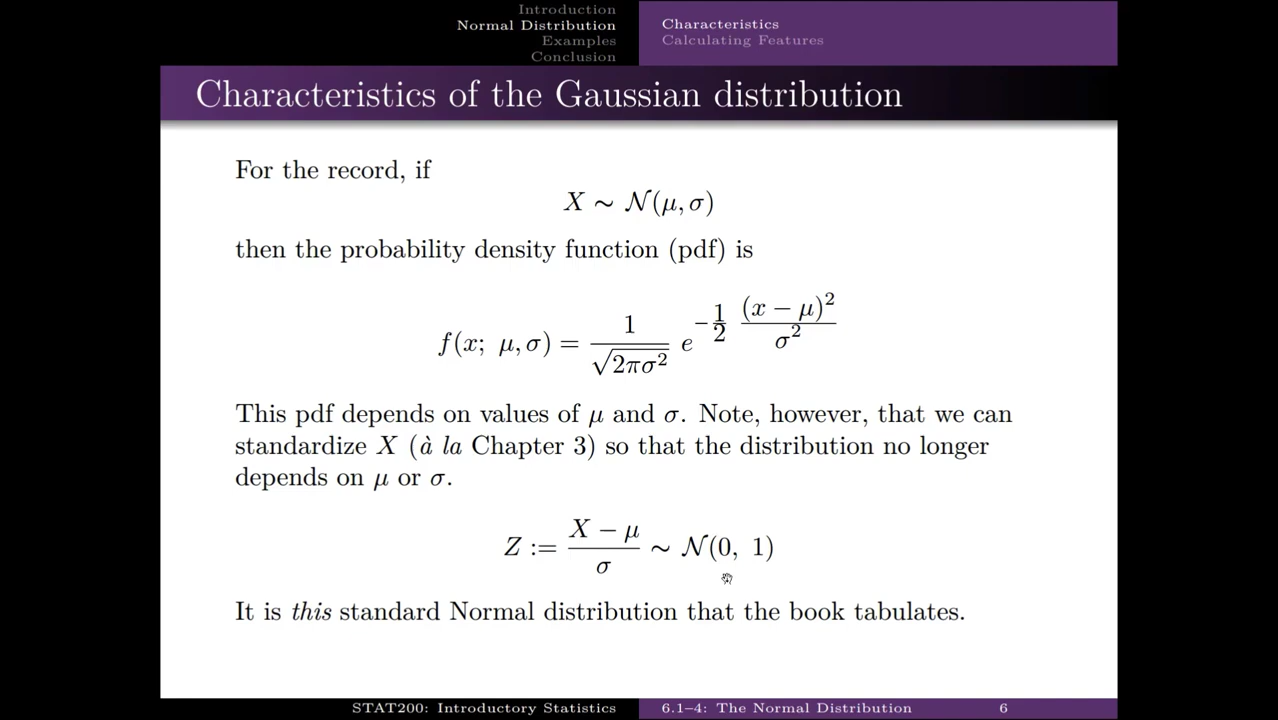 Introduction
Normal Distribution
Examples
Conclusion
Characteristics
Calculating Features
Characteristics of the Gaussian distribution
For the record, if
X ∼ 𝒩(μ, σ)
then the probability density function (pdf) is
f(x; μ, σ) = 1/√(2πσ²) e^(−1/2 (x − μ)²/σ²)
This pdf depends on values of μ and σ. Note, however, that we can
standardize X (à la Chapter 3) so that the distribution no longer
depends on μ or σ.
Z := (X − μ)/σ ∼ 𝒩(0, 1)
It is this standard Normal distribution that the book tabulates.
STAT200: Introductory Statistics
6.1–4: The Normal Distribution
6